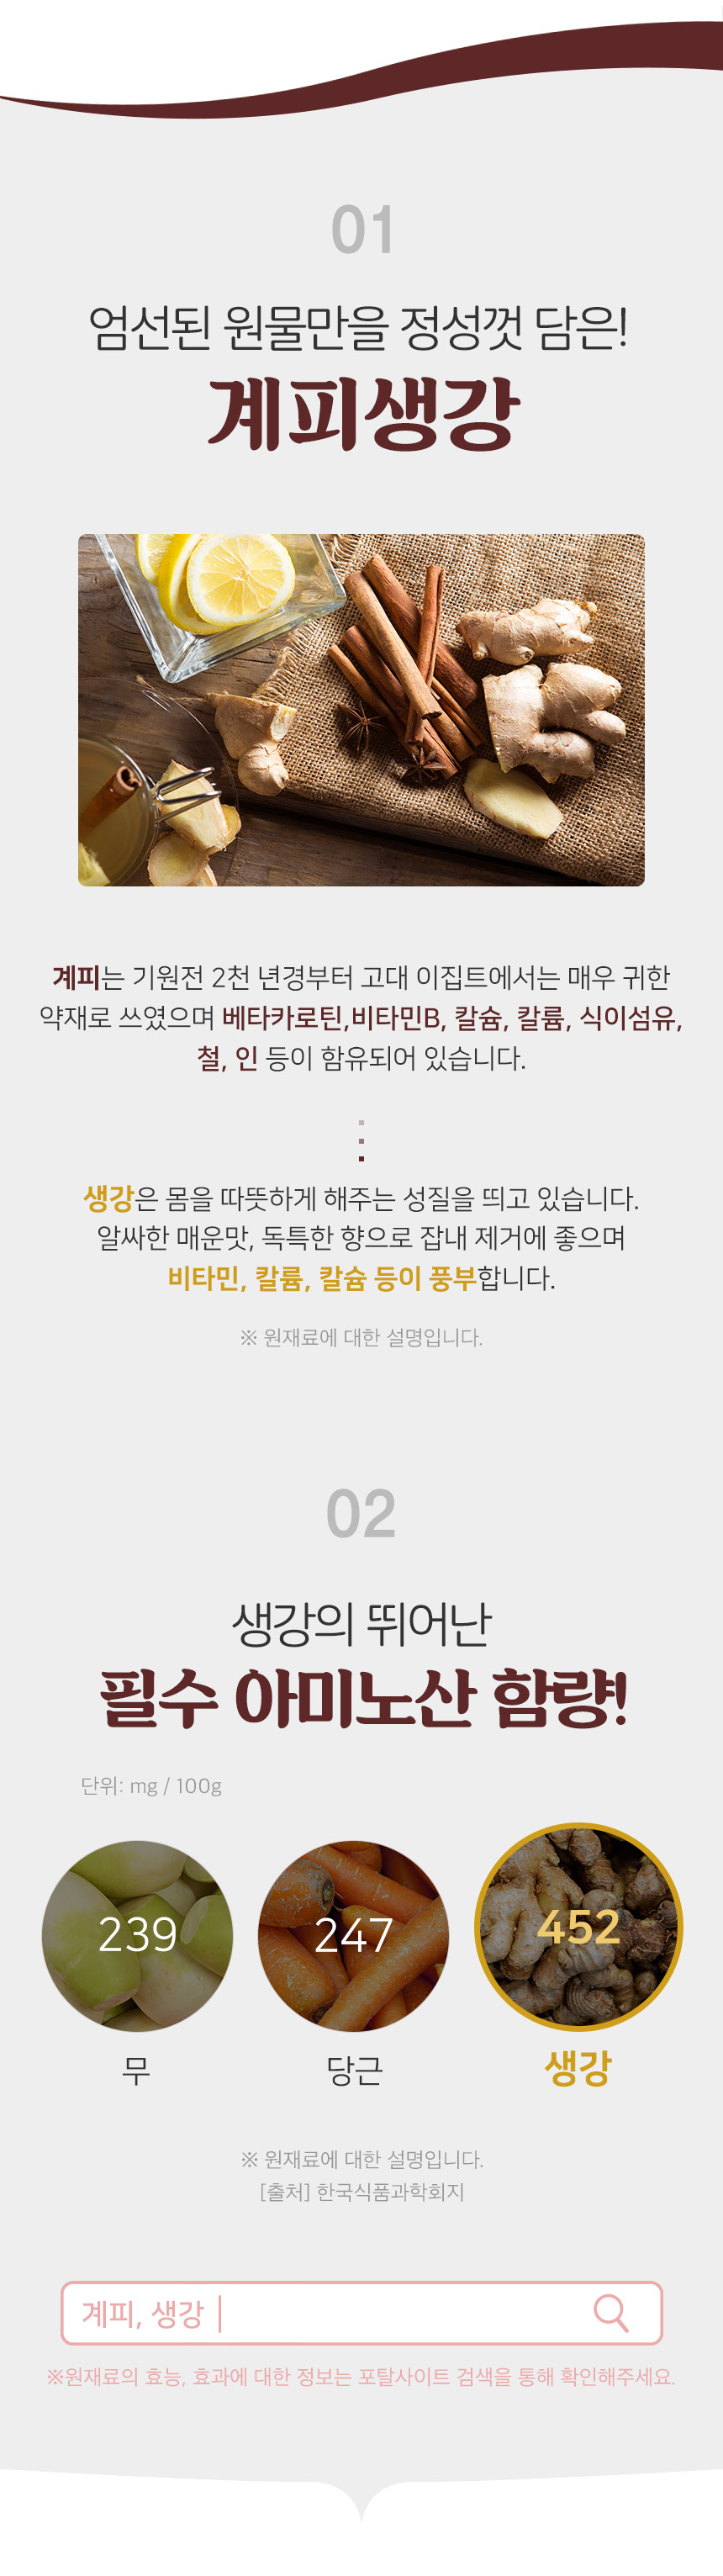 01
엄선된 원물만을 정성껏 담은!
계피생강
계피는 기원전 2천 년경부터 고대 이집트에서는 매우 귀한
약재로 쓰였으며 베타카로틴,비타민B, 칼슘, 칼륨, 식이섬유,
철, 인 등이 함유되어 있습니다.
생강은 몸을 따뜻하게 해주는 성질을 띄고 있습니다.
알싸한 매운맛, 독특한 향으로 잡내 제거에 좋으며
비타민, 칼륨, 칼슘 등이 풍부합니다.
※ 원재료에 대한 설명입니다.
02
생강의 뛰어난
필수 아미노산 함량!
단위: mg / 100g
239 247 452
무 당근 생강
※ 원재료에 대한 설명입니다.
[출처] 한국식품과학회지
계피, 생강
※원재료의 효능, 효과에 대한 정보는 포탈사이트 검색을 통해 확인해주세요.